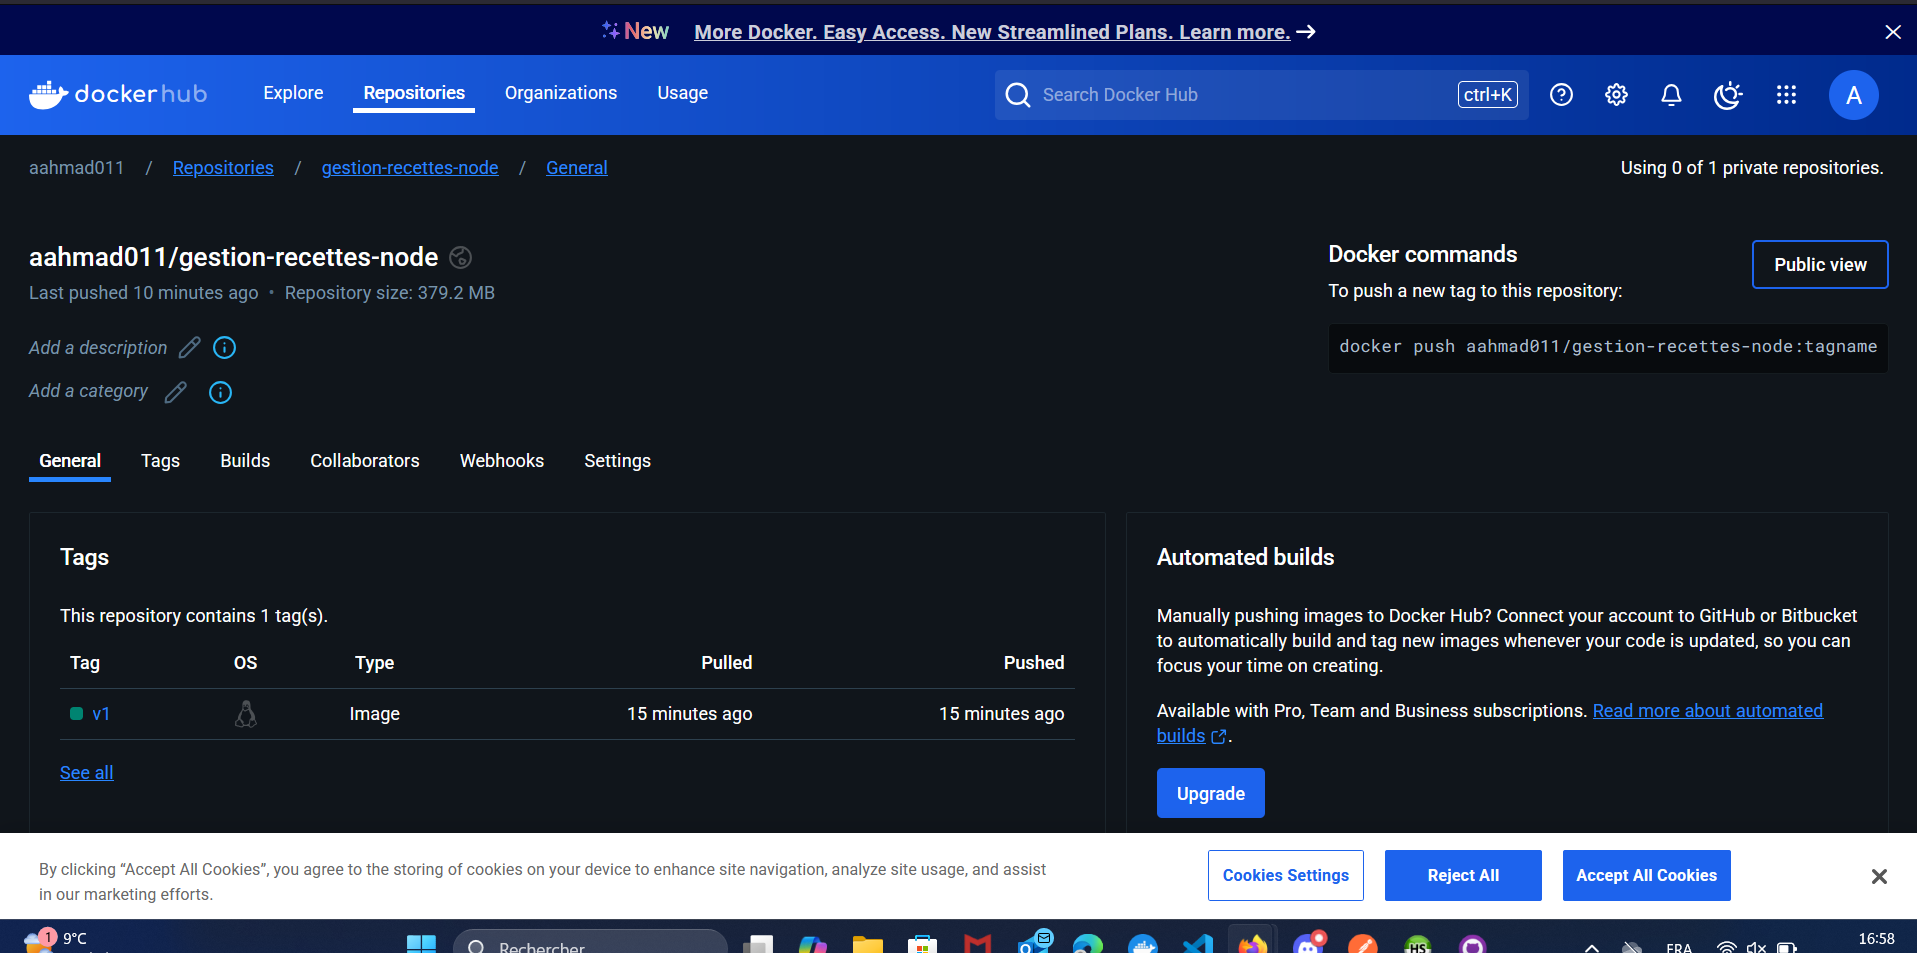 New More Docker. Easy Access. New Streamlined Plans. Learn more.
dockerhub Explore Repositories Organizations Usage Search Docker Hub ctrl+K A
aahmad011 / Repositories / gestion-recettes-node / General Using 0 of 1 private repositories.
aahmad011/gestion-recettes-node
Last pushed 10 minutes ago • Repository size: 379.2 MB
Add a description
Add a category
Docker commands
Public view
To push a new tag to this repository:
docker push aahmad011/gestion-recettes-node:tagname
General Tags Builds Collaborators Webhooks Settings
Tags
This repository contains 1 tag(s).
Tag OS Type Pulled Pushed
v1 Image 15 minutes ago 15 minutes ago
See all
Automated builds
Manually pushing images to Docker Hub? Connect your account to GitHub or Bitbucket
to automatically build and tag new images whenever your code is updated, so you can
focus your time on creating.
Available with Pro, Team and Business subscriptions. Read more about automated
builds .
Upgrade
By clicking “Accept All Cookies”, you agree to the storing of cookies on your device to enhance site navigation, analyze site usage, and assist
in our marketing efforts.
Cookies Settings Reject All Accept All Cookies
1 9°C Rechercher HS FRA 16:58